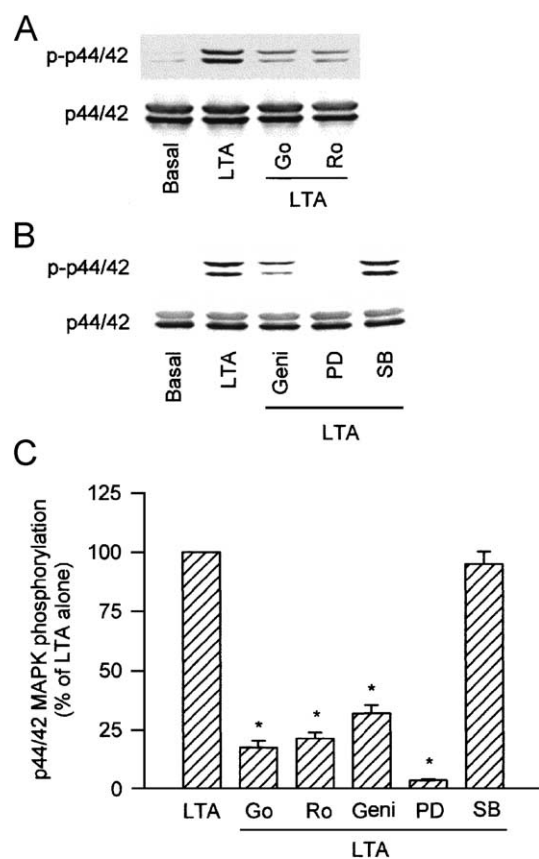 A
p-p44/42
p44/42
Basal LTA Go Ro
LTA
B
p-p44/42
p44/42
Basal LTA Geni PD SB
LTA
C
p44/42 MAPK phosphorylation
(% of LTA alone)
125
100
75
50
25
0
* * * *
LTA Go Ro Geni PD SB
LTA